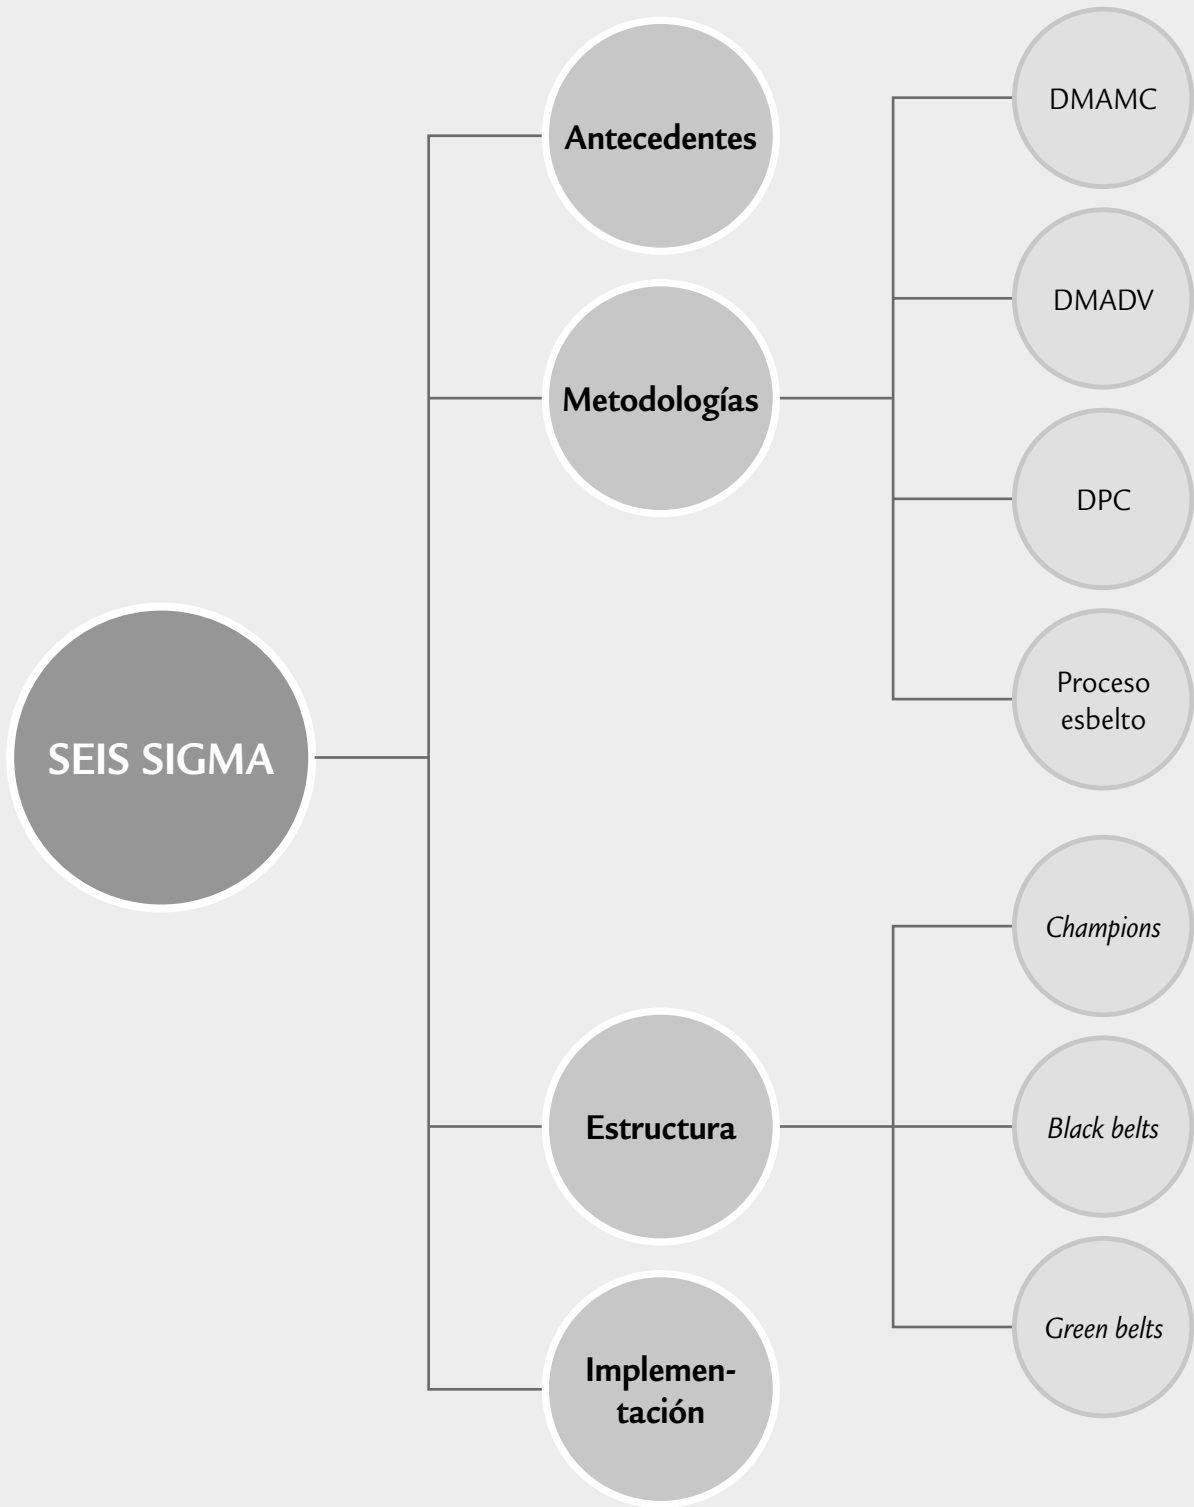 SEIS SIGMA
Antecedentes
Metodologías
DMAMC
DMADV
DPC
Proceso
esbelto
Estructura
Champions
Black belts
Green belts
Implemen-
tación